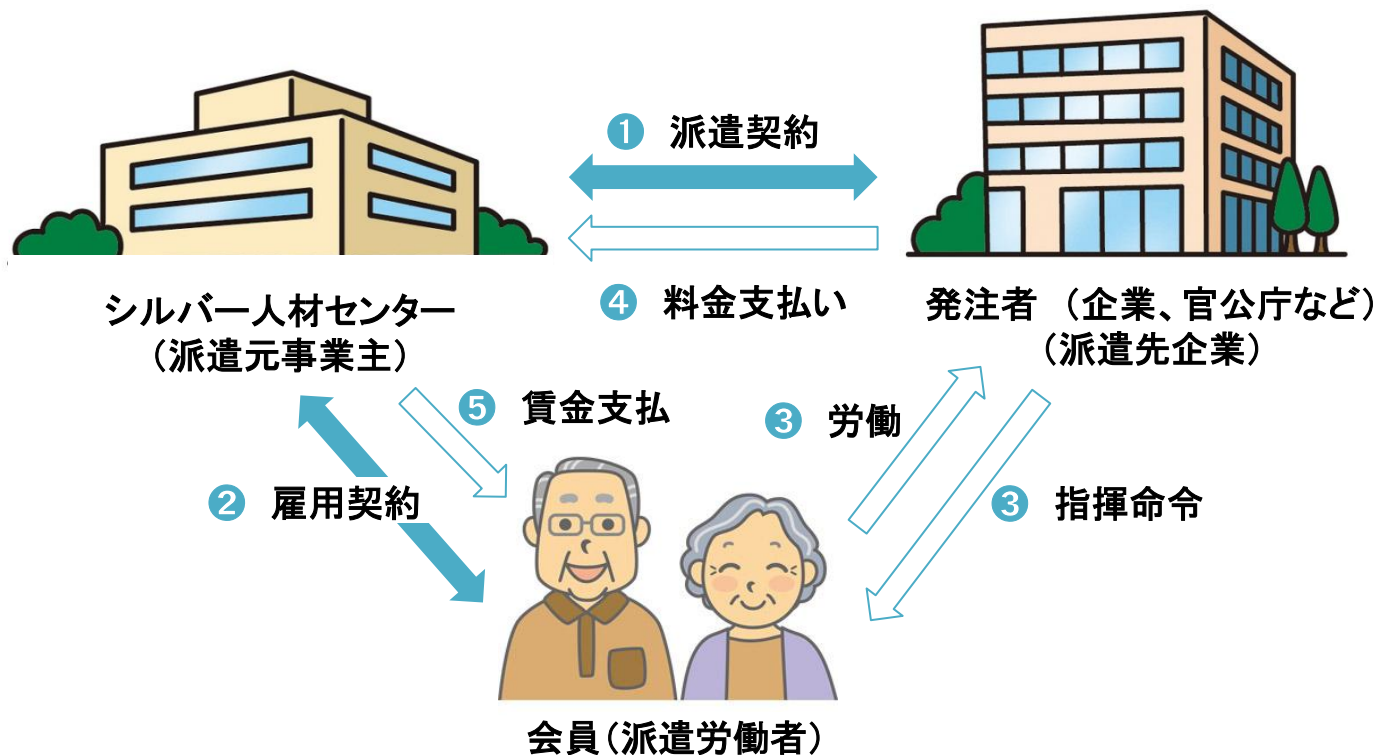 ❶ 派遣契約
❹ 料金支払い
シルバー人材センター
（派遣元事業主）
発注者 （企業、官公庁など）
（派遣先企業）
❺ 賃金支払
❸ 労働
❷ 雇用契約
❸ 指揮命令
会員（派遣労働者）